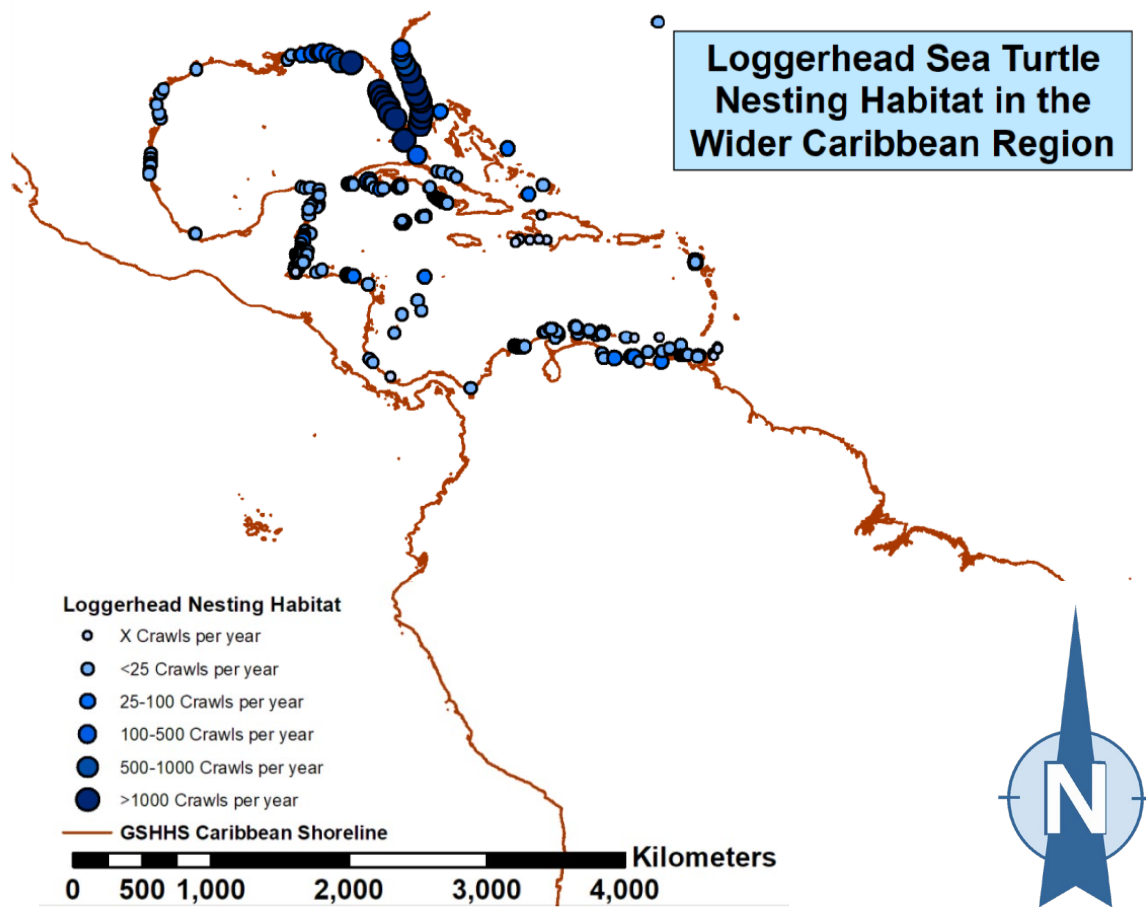 Loggerhead Sea Turtle
Nesting Habitat in the
Wider Caribbean Region
Loggerhead Nesting Habitat
X Crawls per year
<25 Crawls per year
25-100 Crawls per year
100-500 Crawls per year
500-1000 Crawls per year
>1000 Crawls per year
GSHHS Caribbean Shoreline
Kilometers
0 500 1,000 2,000 3,000 4,000
N